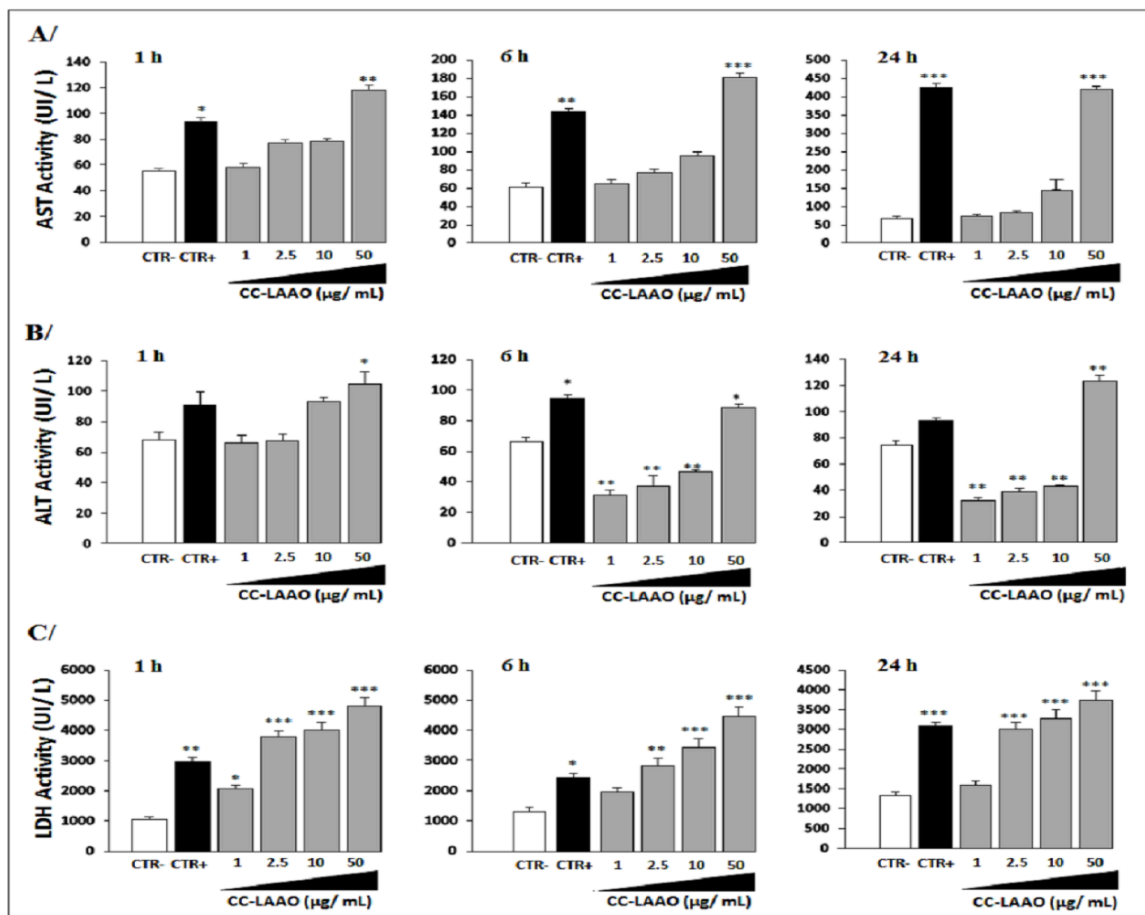 A/
1 h
6 h
24 h
AST Activity (UI/ L)
140
120
100
80
60
40
20
0
*
**
CTR- CTR+ 1 2.5 10 50
CC-LAAO (µg/ mL)
200
180
160
140
120
100
80
60
40
20
0
**
***
CTR- CTR+ 1 2.5 10 50
CC-LAAO (µg/ mL)
500
450
400
350
300
250
200
150
100
50
0
***
***
CTR- CTR+ 1 2.5 10 50
CC-LAAO (µg/ mL)
B/
1 h
6 h
24 h
ALT Activity (UI/ L)
120
100
80
60
40
20
0
*
CTR- CTR+ 1 2.5 10 50
CC-LAAO (µg/ mL)
120
100
80
60
40
20
0
*
** ** **
*
CTR- CTR+ 1 2.5 10 50
CC-LAAO (µg/ mL)
140
120
100
80
60
40
20
0
** ** **
**
CTR- CTR+ 1 2.5 10 50
CC-LAAO (µg/ mL)
C/
1 h
6 h
24 h
LDH Activity (UI/ L)
6000
5000
4000
3000
2000
1000
0
** * *** *** ***
CTR- CTR+ 1 2.5 10 50
CC-LAAO (µg/ mL)
6000
5000
4000
3000
2000
1000
0
* ** *** ***
CTR- CTR+ 1 2.5 10 50
CC-LAAO (µg/ mL)
4500
4000
3500
3000
2500
2000
1500
1000
500
0
*** *** *** ***
CTR- CTR+ 1 2.5 10 50
CC-LAAO (µg/ mL)